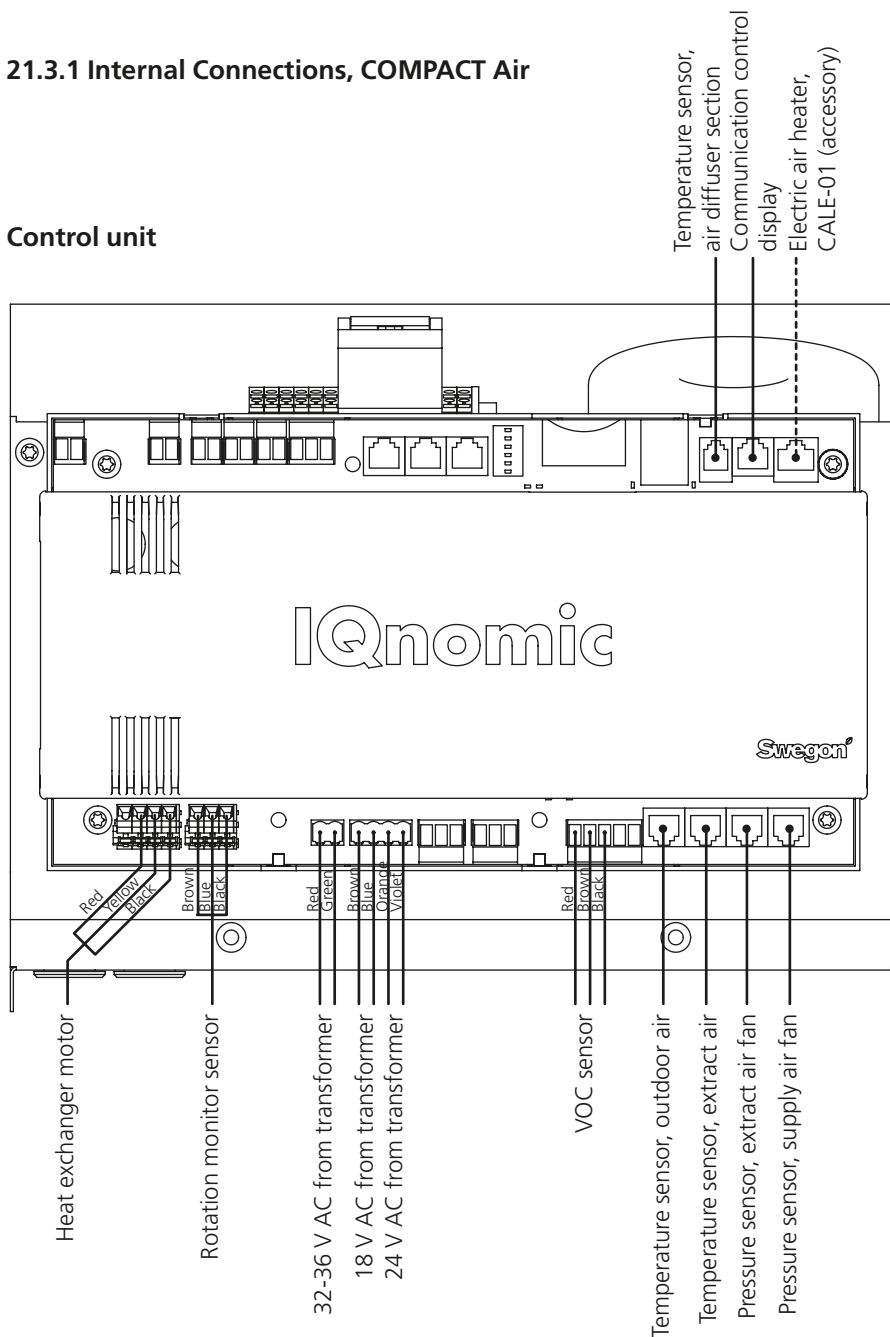 21.3.1 Internal Connections, COMPACT Air
Control unit
Temperature sensor,
air diffuser section
Communication control
display
Electric air heater,
CALE-01 (accessory)
IQnomic
Swegon
Red
Yellow
Black
Brown
Blue
Black
Red
Green
Brown
Blue
Orange
Violet
Red
Brown
Black
Heat exchanger motor
Rotation monitor sensor
32-36 V AC from transformer
18 V AC from transformer
24 V AC from transformer
VOC sensor
Temperature sensor, outdoor air
Temperature sensor, extract air
Pressure sensor, extract air fan
Pressure sensor, supply air fan